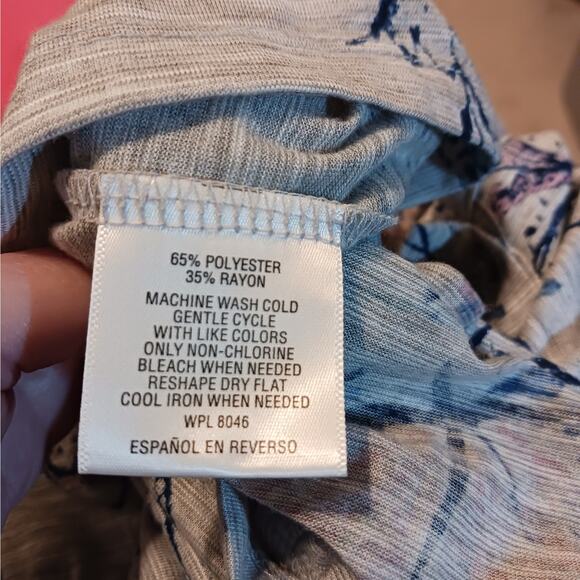 65% POLYESTER
35% RAYON
MACHINE WASH COLD
GENTLE CYCLE
WITH LIKE COLORS
ONLY NON-CHLORINE
BLEACH WHEN NEEDED
RESHAPE DRY FLAT
COOL IRON WHEN NEEDED
WPL 8046
ESPAÑOL EN REVERSO